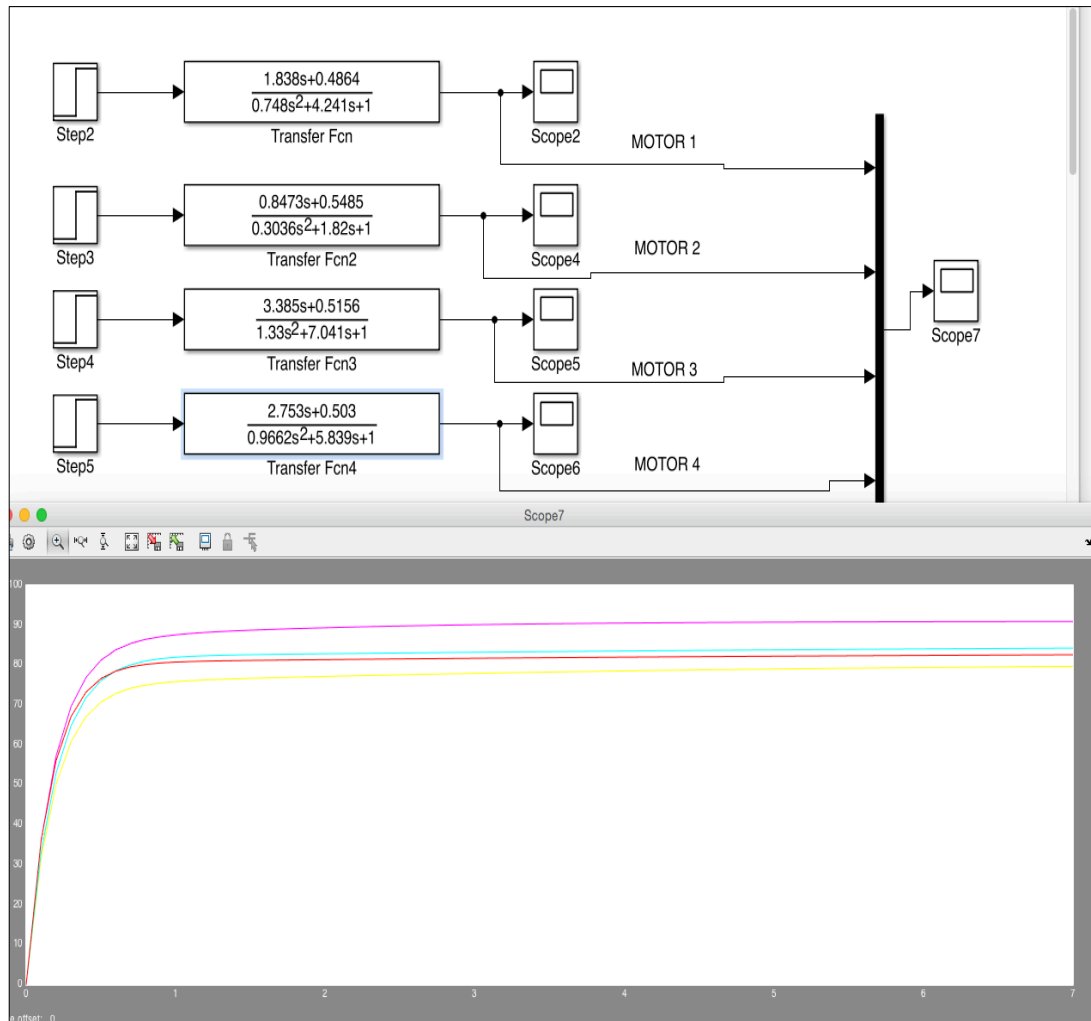 1.838s+0.4864
0.748s²+4.241s+1
Step2
Transfer Fcn
Scope2
MOTOR 1
0.8473s+0.5485
0.3036s²+1.82s+1
Step3
Transfer Fcn2
Scope4
MOTOR 2
3.385s+0.5156
1.33s²+7.041s+1
Step4
Transfer Fcn3
Scope5
MOTOR 3
Scope7
2.753s+0.503
0.9662s²+5.839s+1
Step5
Transfer Fcn4
Scope6
MOTOR 4
Scope7
100
90
80
70
60
50
40
30
20
10
0
0 1 2 3 4 5 6 7
e offset: 0